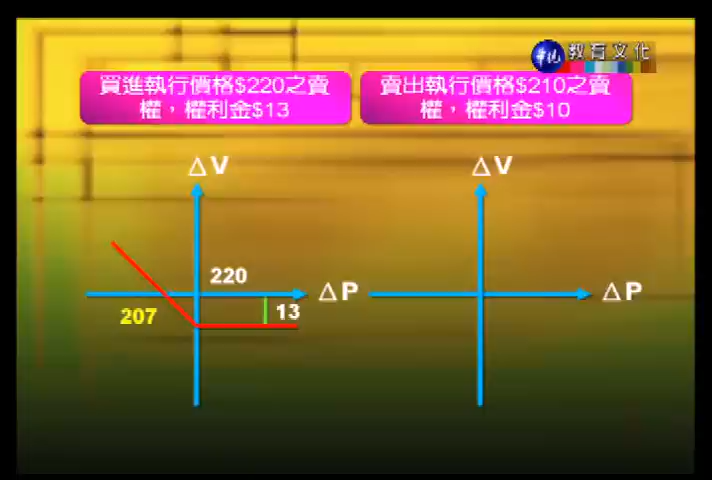 華視 教育文化
買進執行價格$220之賣
權，權利金$13
賣出執行價格$210之賣
權，權利金$10
ΔV
ΔV
220
ΔP
ΔP
207
13